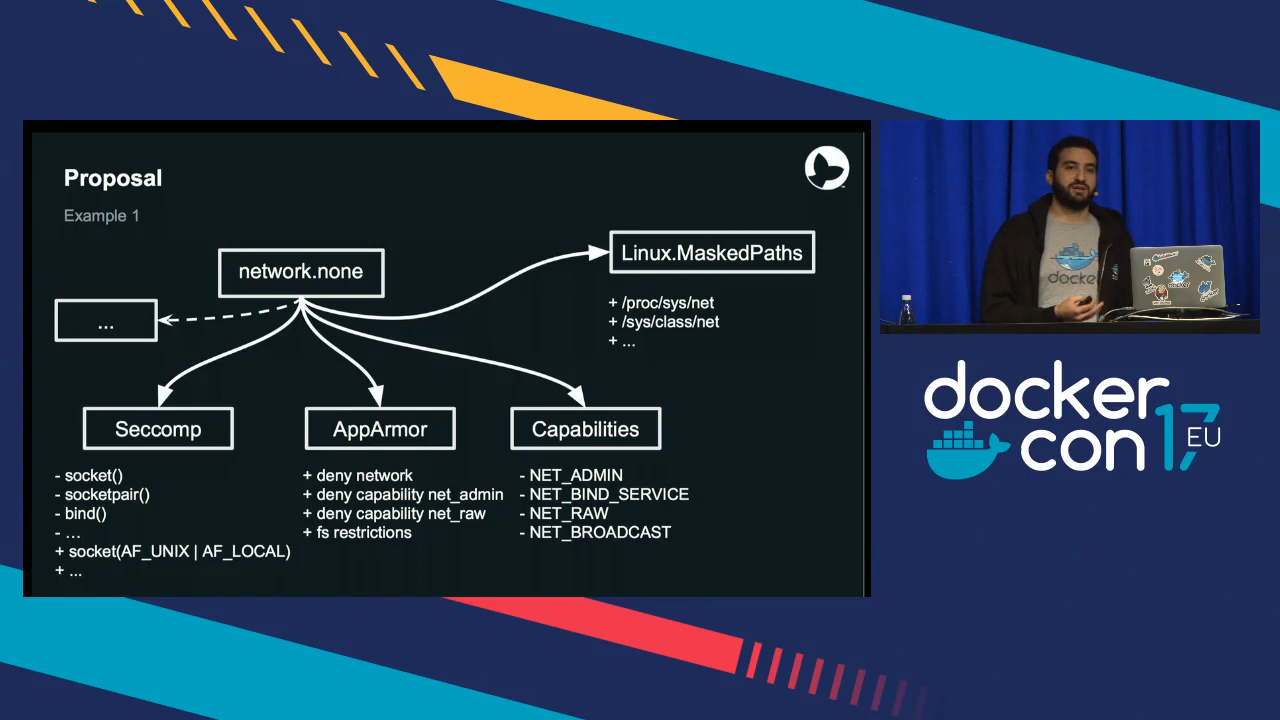 Proposal
Example 1
network.none
Linux.MaskedPaths
+ /proc/sys/net
+ /sys/class/net
+ ...
...
Seccomp
- socket()
- socketpair()
- bind()
- ...
+ socket(AF_UNIX | AF_LOCAL)
+ ...
AppArmor
+ deny network
+ deny capability net_admin
+ deny capability net_raw
+ fs restrictions
Capabilities
- NET_ADMIN
- NET_BIND_SERVICE
- NET_RAW
- NET_BROADCAST
docker
docker
con 17 EU